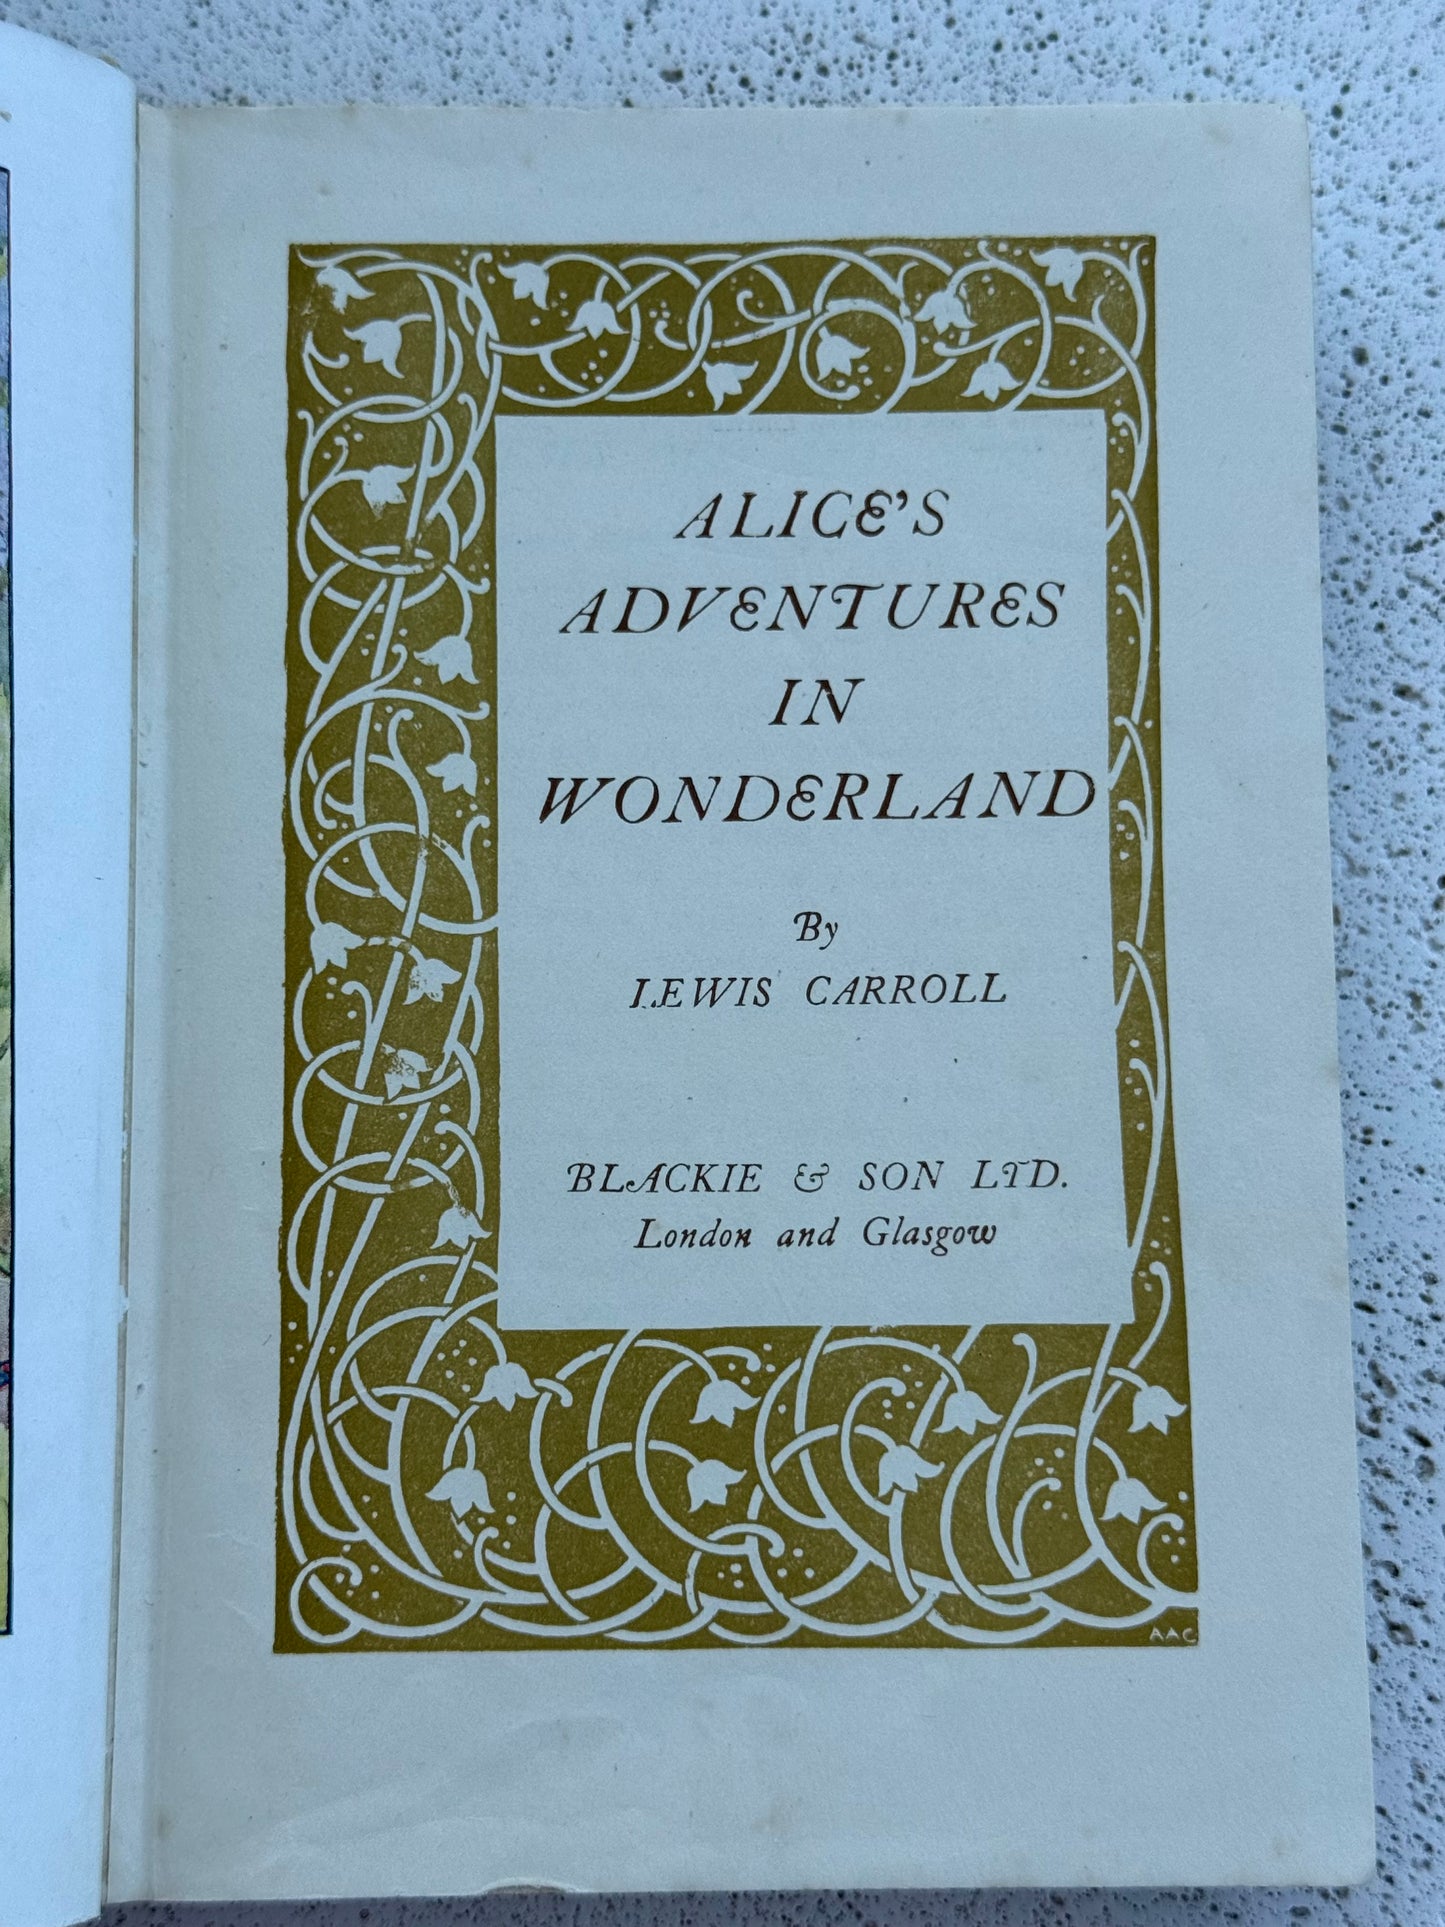 ALICE'S
ADVENTURES
IN
WONDERLAND
By
LEWIS CARROLL
BLACKIE & SON LTD.
London and Glasgow
AAC